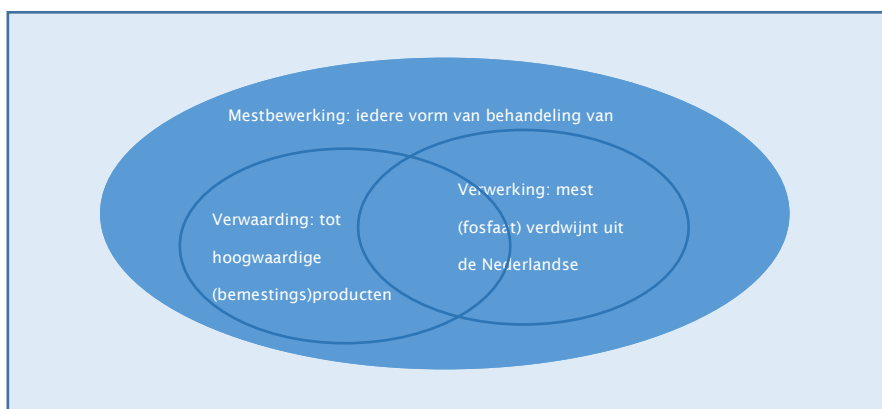 Mestbewerking: iedere vorm van behandeling van
Verwaarding: tot
hoogwaardige
(bemestings)producten
Verwerking: mest
(fosfaat) verdwijnt uit
de Nederlandse